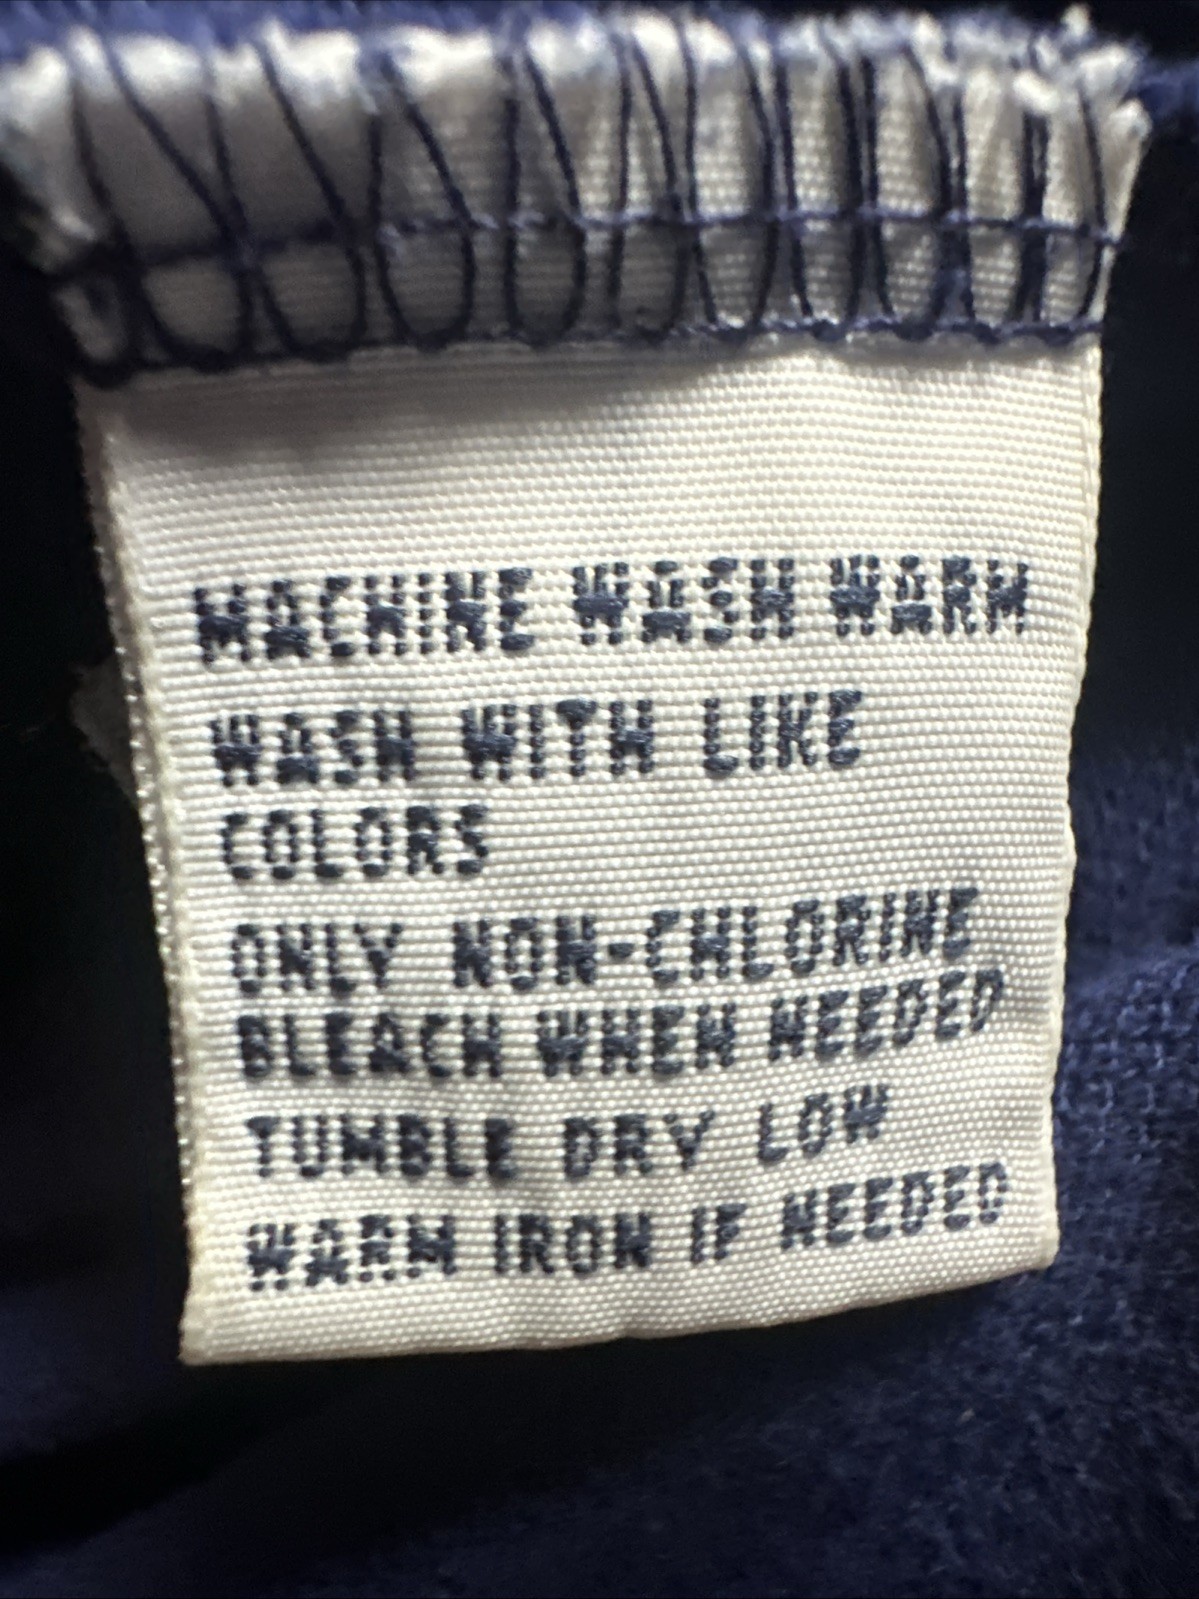 MACHINE WASH WARM
WASH WITH LIKE
COLORS
ONLY NON-CHLORINE
BLEACH WHEN NEEDED
TUMBLE DRY LOW
WARM IRON IF NEEDED